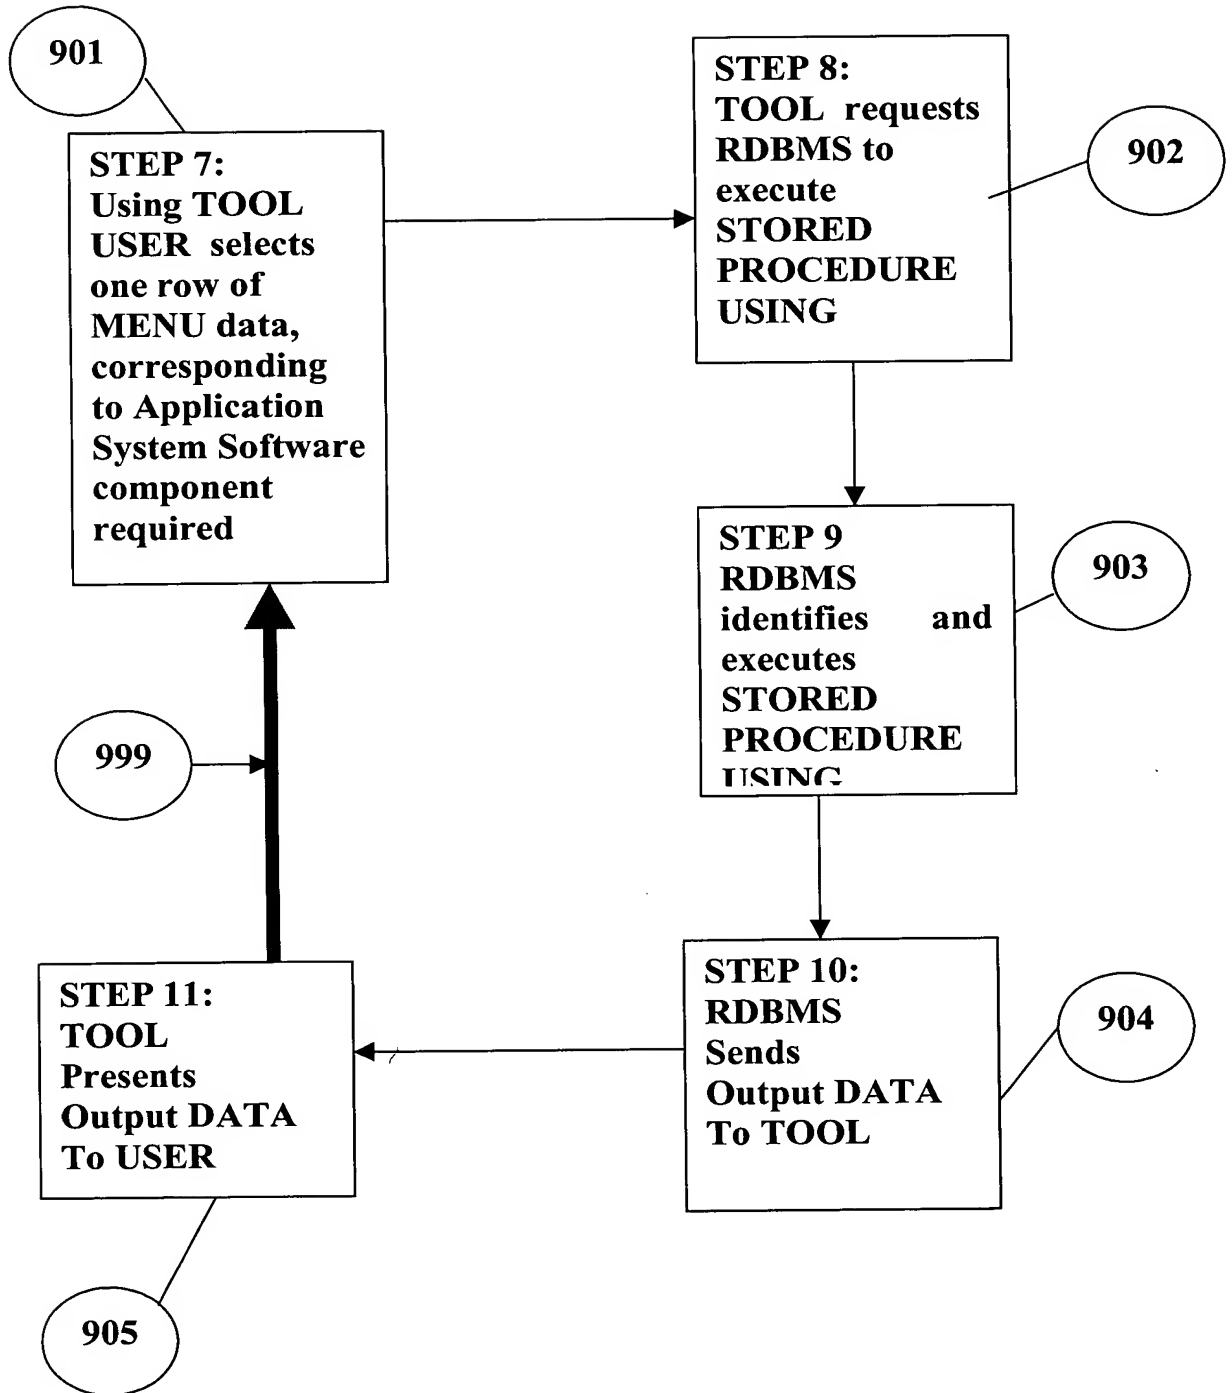 901
STEP 7:
Using TOOL
USER selects
one row of
MENU data,
corresponding
to Application
System Software
component
required
STEP 8:
TOOL requests
RDBMS to
execute
STORED
PROCEDURE
USING
902
STEP 9
RDBMS
identifies and
executes
STORED
PROCEDURE
USING
903
STEP 10:
RDBMS
Sends
Output DATA
To TOOL
904
STEP 11:
TOOL
Presents
Output DATA
To USER
905
999